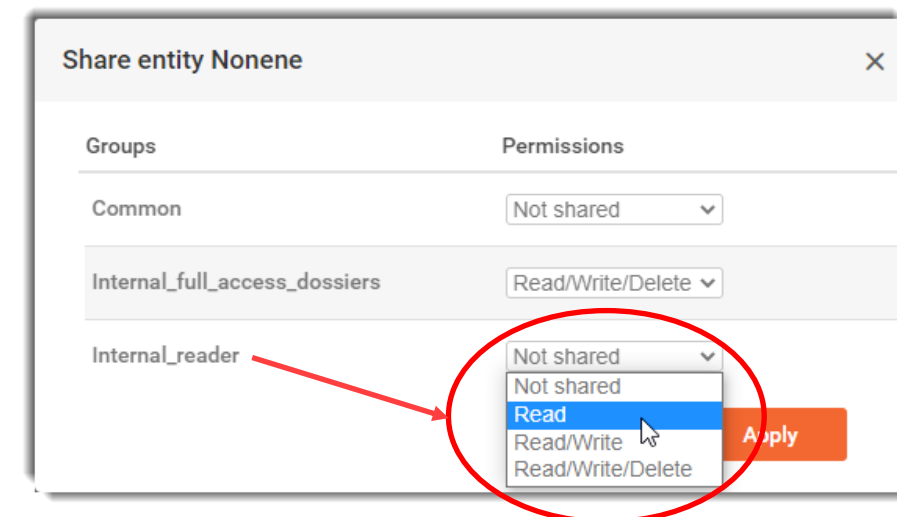 Share entity Nonene
Groups Permissions
Common Not shared
Internal_full_access_dossiers Read/Write/Delete
Internal_reader Not shared
Not shared
Read
Read/Write
Read/Write/Delete
Apply